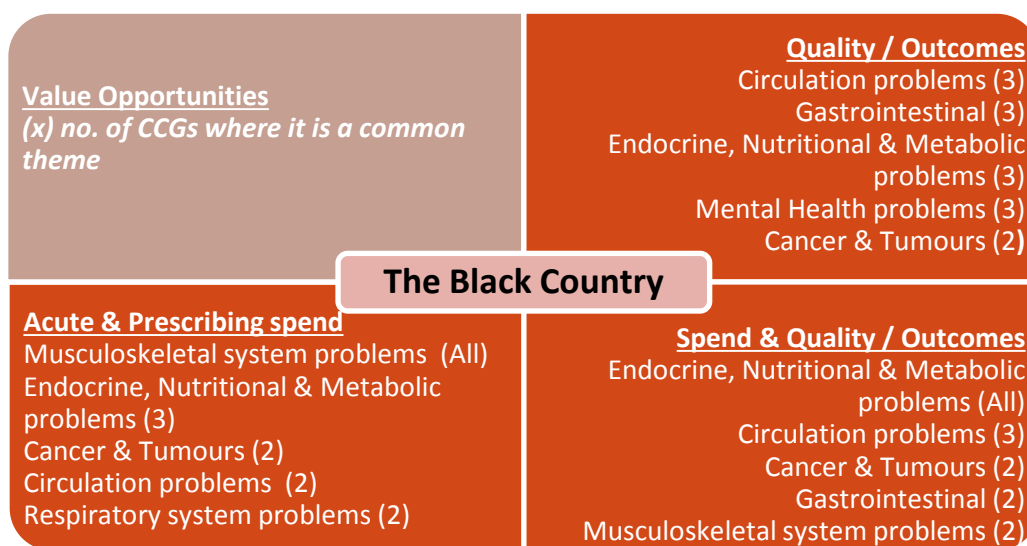 Value Opportunities
(x) no. of CCGs where it is a common
theme
Quality / Outcomes
Circulation problems (3)
Gastrointestinal (3)
Endocrine, Nutritional & Metabolic
problems (3)
Mental Health problems (3)
Cancer & Tumours (2)
The Black Country
Acute & Prescribing spend
Musculoskeletal system problems  (All)
Endocrine, Nutritional & Metabolic
problems (3)
Cancer & Tumours (2)
Circulation problems  (2)
Respiratory system problems (2)
Spend & Quality / Outcomes
Endocrine, Nutritional & Metabolic
problems (All)
Circulation problems (3)
Cancer & Tumours (2)
Gastrointestinal (2)
Musculoskeletal system problems (2)